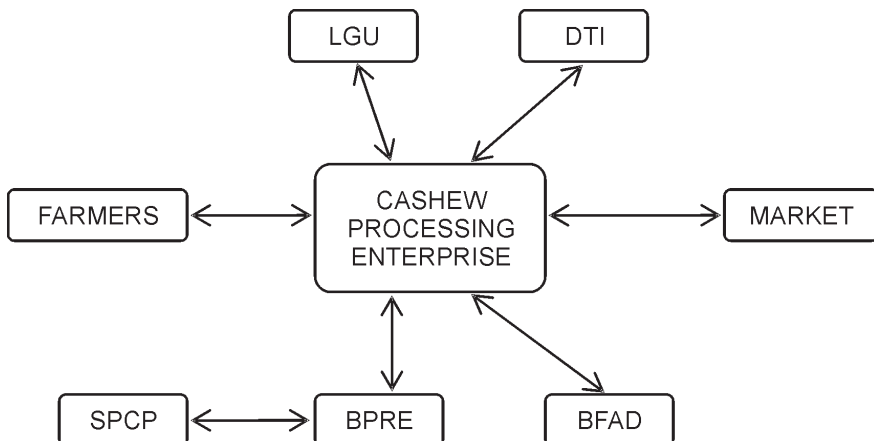 LGU
DTI
FARMERS
CASHEW
PROCESSING
ENTERPRISE
MARKET
SPCP
BPRE
BFAD